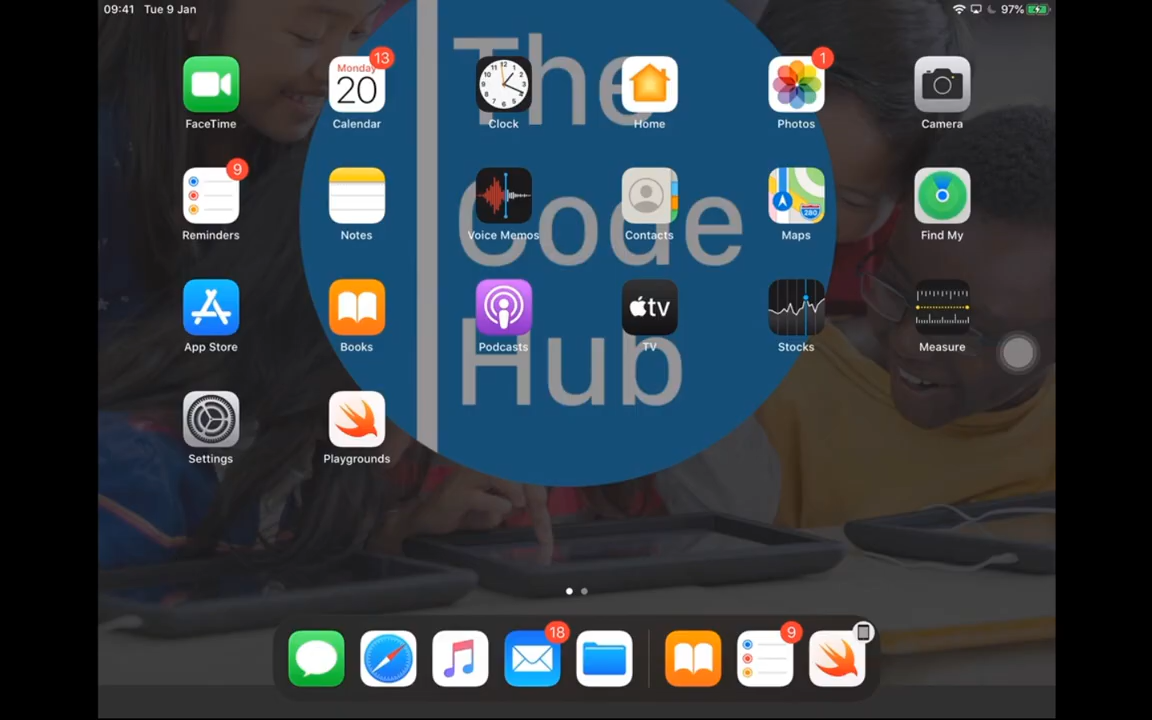 09:41 Tue 9 Jan
97%
The
Code
Hub
13
Monday
20
1
FaceTime
Calendar
Clock
Home
Photos
Camera
9
280
Reminders
Notes
Voice Memos
Contacts
Maps
Find My
tv
App Store
Books
Podcasts
TV
Stocks
Measure
Settings
Playgrounds
18
9